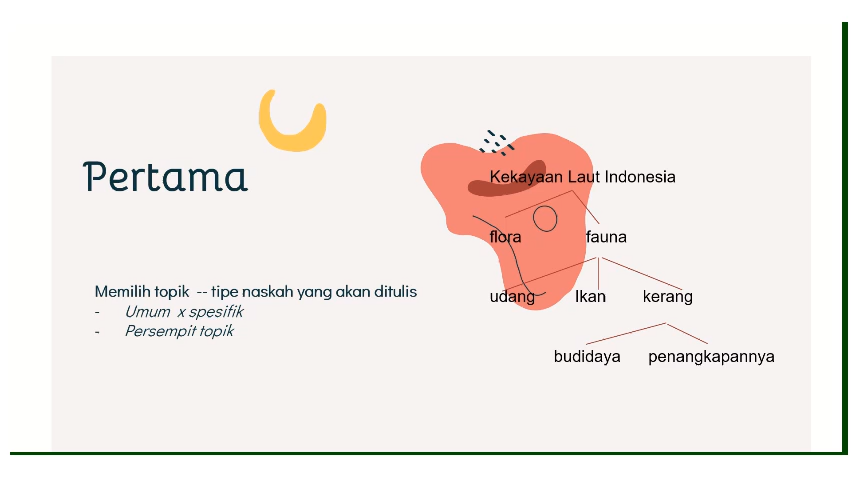 Pertama
Memilih topik -- tipe naskah yang akan ditulis
- Umum x spesifik
- Persempit topik
Kekayaan Laut Indonesia
flora fauna
udang Ikan kerang
budidaya penangkapannya